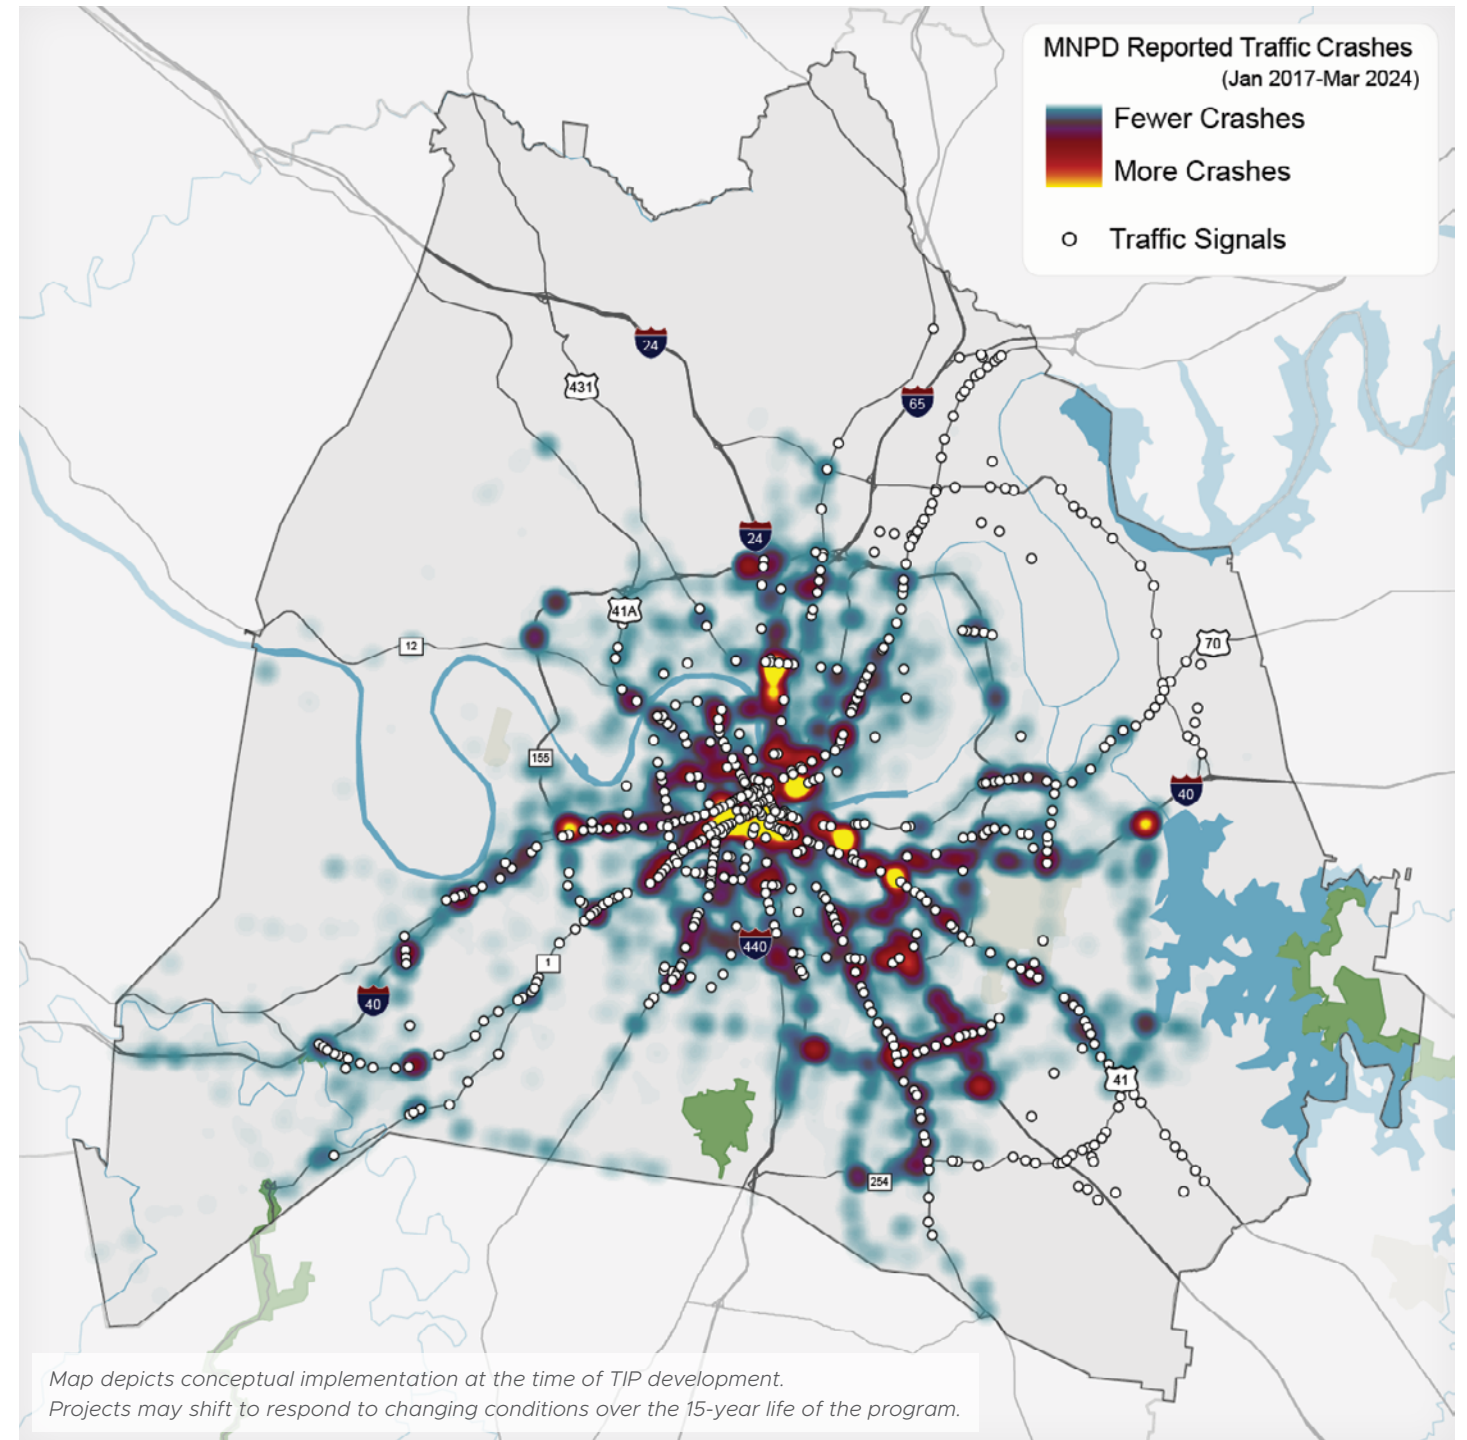 MNPD Reported Traffic Crashes
(Jan 2017-Mar 2024)
Fewer Crashes
More Crashes
Traffic Signals
24
431
65
24
41A
12
70
155
40
440
1
40
41
254
Map depicts conceptual implementation at the time of TIP development.
Projects may shift to respond to changing conditions over the 15-year life of the program.